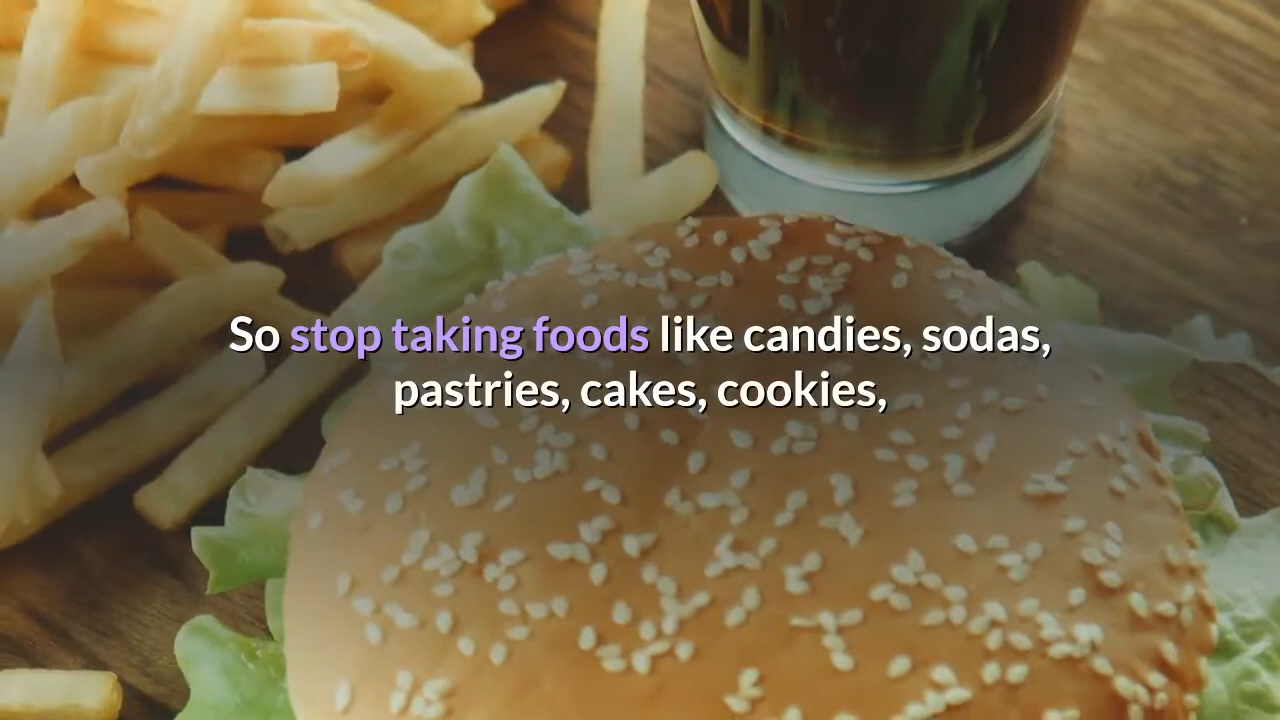 So stop taking foods like candies, sodas,
pastries, cakes, cookies,